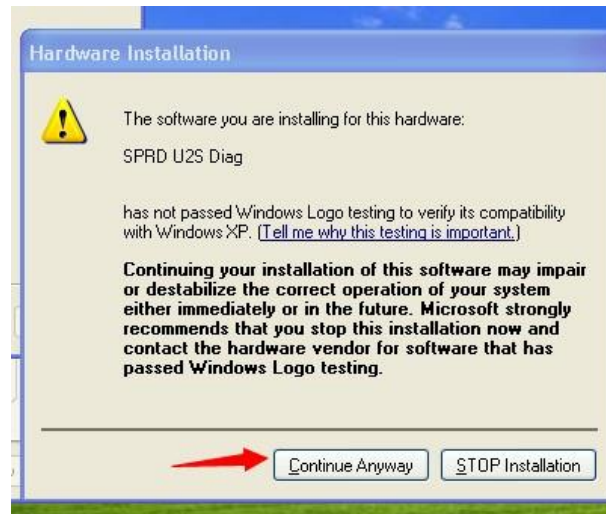 Hardware Installation
The software you are installing for this hardware:
SPRD U2S Diag
has not passed Windows Logo testing to verify its compatibility
with Windows XP. (Tell me why this testing is important.)
Continuing your installation of this software may impair
or destabilize the correct operation of your system
either immediately or in the future. Microsoft strongly
recommends that you stop this installation now and
contact the hardware vendor for software that has
passed Windows Logo testing.
Continue Anyway
STOP Installation